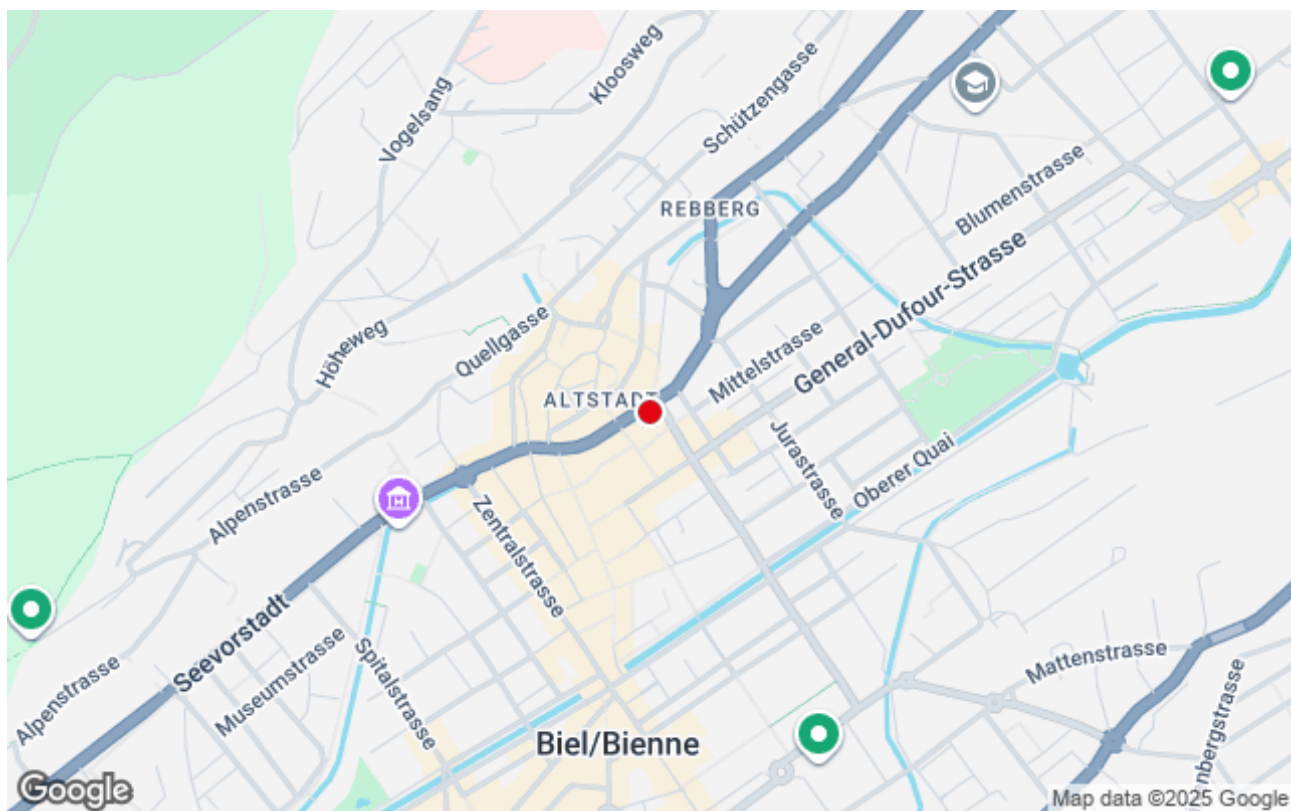 Kloosweg
Vogelsang
Schützengasse
REBBERG
Blumenstrasse
General-Dufour-Strasse
Höheweg
Quellgasse
Mittelstrasse
ALTSTADT
Jurastrasse
Oberer Quai
Alpenstrasse
Zentralstrasse
Seevorstadt
Museumstrasse
Spitalstrasse
Alpenstrasse
Mattenstrasse
nbergstrasse
Biel/Bienne
Google
Map data ©2025 Google